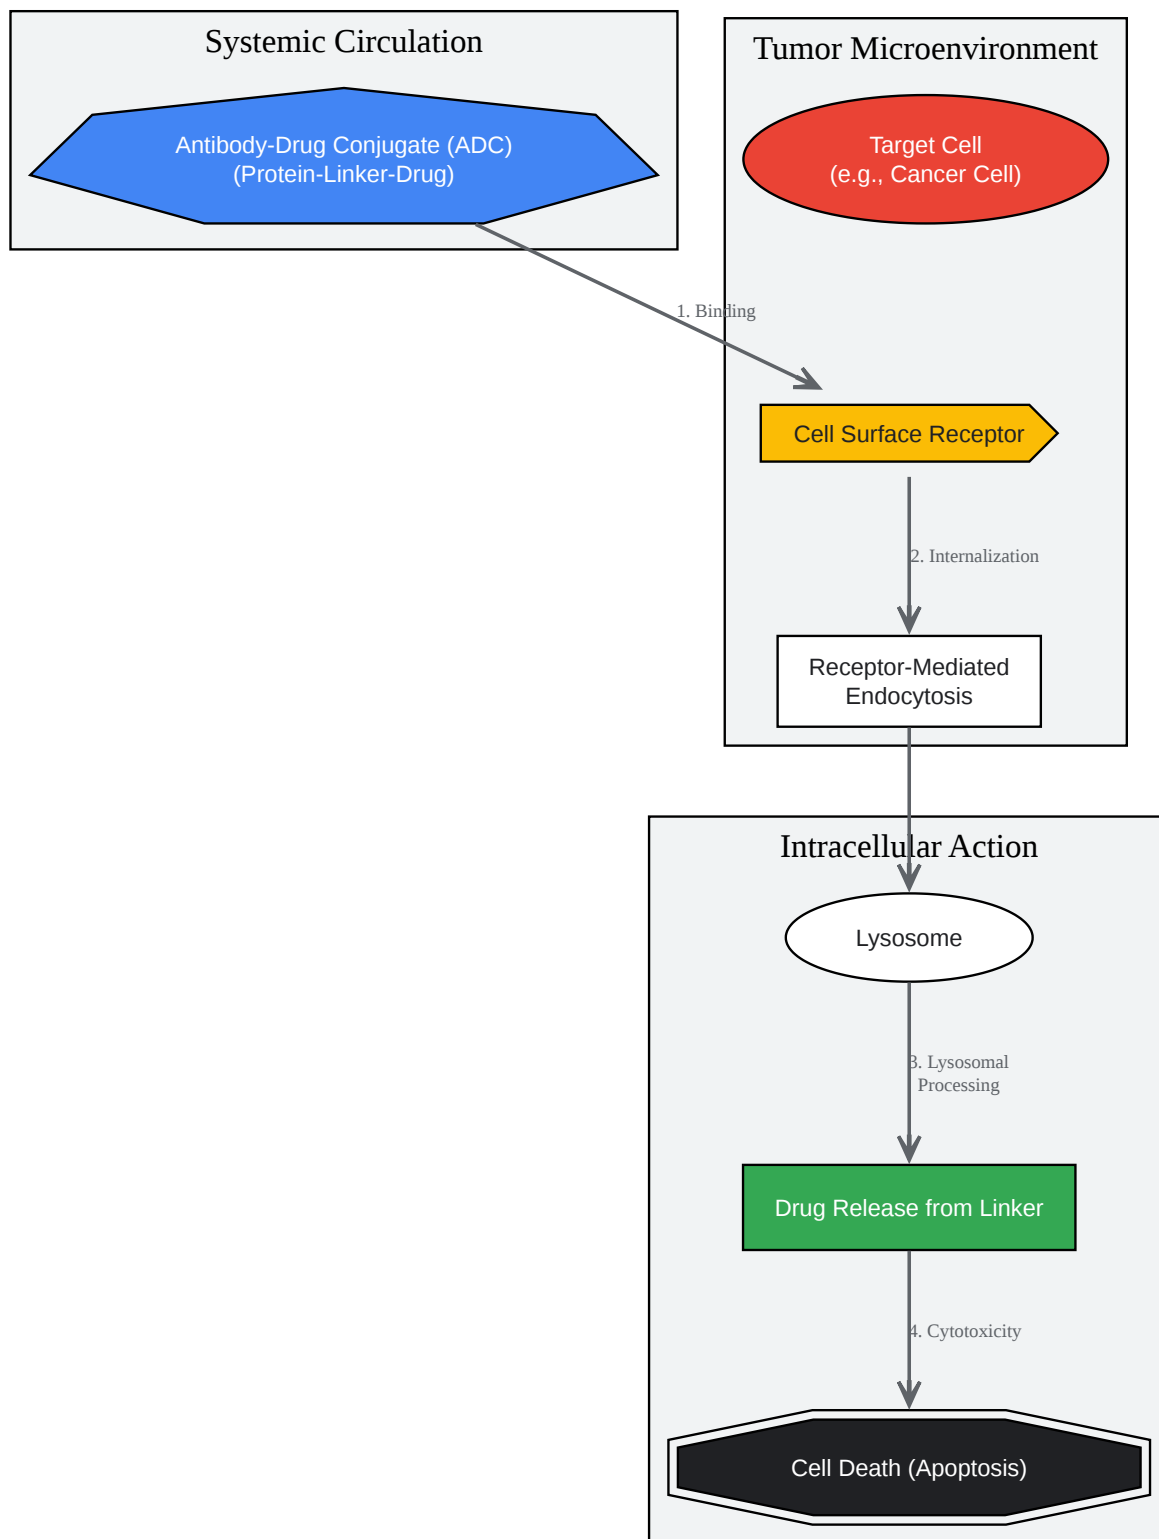 Systemic Circulation
Antibody-Drug Conjugate (ADC)
(Protein-Linker-Drug)
Tumor Microenvironment
Target Cell
(e.g., Cancer Cell)
1. Binding
Cell Surface Receptor
2. Internalization
Receptor-Mediated
Endocytosis
Intracellular Action
Lysosome
3. Lysosomal
Processing
Drug Release from Linker
4. Cytotoxicity
Cell Death (Apoptosis)